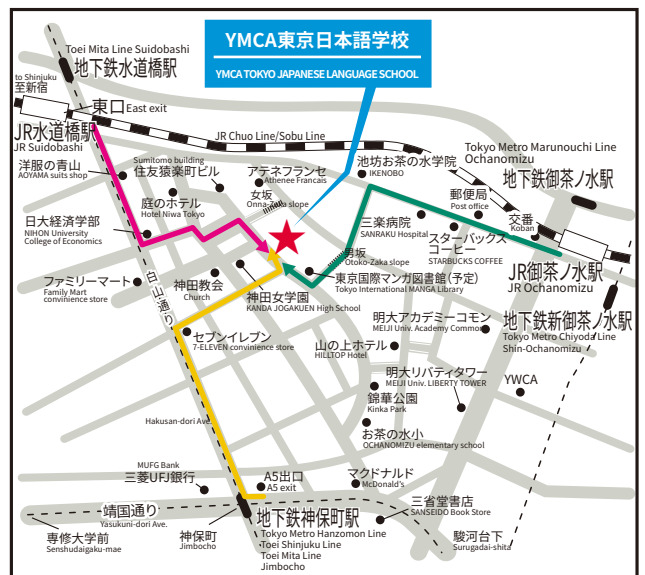 YMCA東京日本語学校
YMCA TOKYO JAPANESE LANGUAGE SCHOOL
Toei Mita Line Suidobashi
地下鉄水道橋駅
to Shinjuku
至新宿
東口 East exit
JR水道橋駅
JR Suidobashi
JR Chuo Line/Sobu Line
洋服の青山
AOYAMA suits shop
Sumitomo building
住友猿楽町ビル
アテネフランセ
Athenee Francais
池坊お茶の水学院
IKENOBO
Tokyo Metro Marunouchi Line
Ochanomizu
地下鉄御茶ノ水駅
庭のホテル
Hotel Niwa Tokyo
女坂
Onna-Zaka slope
郵便局
Post office
交番
Koban
日大経済学部
NIHON University
College of Economics
三楽病院
SANRAKU Hospital
スターバックス
コーヒー
STARBUCKS COFFEE
男坂
Otoko-Zaka slope
JR御茶ノ水駅
JR Ochanomizu
ファミリーマート
Family Mart
convinience store
白山通り
神田教会
Church
神田女学園
KANDA JOGAKUEN High School
東京国際マンガ図書館(予定)
Tokyo International MANGA Library
明大アカデミーコモン
MEIJI Univ. Academy Common
地下鉄新御茶ノ水駅
Tokyo Metro Chiyoda Line
Shin-Ochanomizu
セブンイレブン
7-ELEVEN convinience store
山の上ホテル
HILLTOP Hotel
明大リバティタワー
MEIJI Univ. LIBERTY TOWER
YWCA
錦華公園
Kinka Park
Hakusan-dori Ave.
お茶の水小
OCHANOMIZU elementary school
MUFG Bank
三菱UFJ銀行
A5出口
A5 exit
マクドナルド
McDonald's
靖国通り
Yasukuni-dori Ave.
専修大学前
Senshudaigaku-mae
神保町
Jimbocho
地下鉄神保町駅
Tokyo Metro Hanzomon Line
Toei Shinjuku Line
Toei Mita Line
Jimbocho
三省堂書店
SANSEIDO Book Store
駿河台下
Surugadai-shita